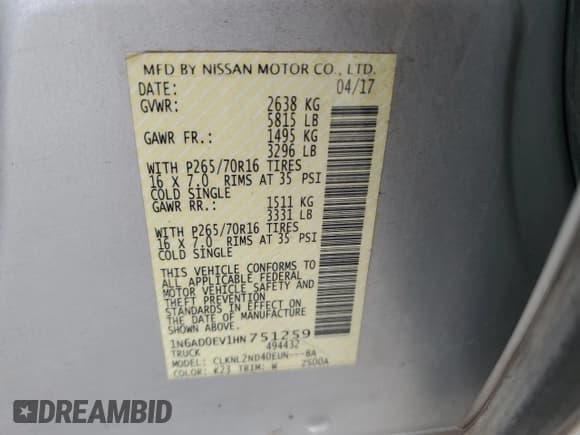 MFD BY NISSAN MOTOR CO., LTD.
DATE: 04/17
GVWR: 2638 KG
5815 LB
GAWR FR.: 1495 KG
3296 LB
WITH P265/70R16 TIRES
16 X 7.0 RIMS AT 35 PSI
COLD SINGLE
GAWR RR.: 1511 KG
3331 LB
WITH P265/70R16 TIRES
16 X 7.0 RIMS AT 35 PSI
COLD SINGLE
THIS VEHICLE CONFORMS TO
ALL APPLICABLE FEDERAL
MOTOR VEHICLE SAFETY AND
THEFT PREVENTION
STANDARDS IN EFFECT ON
THE DATE OF MANUFACTURE
SHOWN ABOVE.
1N6AD0EV1HN751259
TRUCK 494432
MODEL: CLKNL2ND40EUN---8A
COLOR: K23 TRIM: W 2S00A
DREAMBID